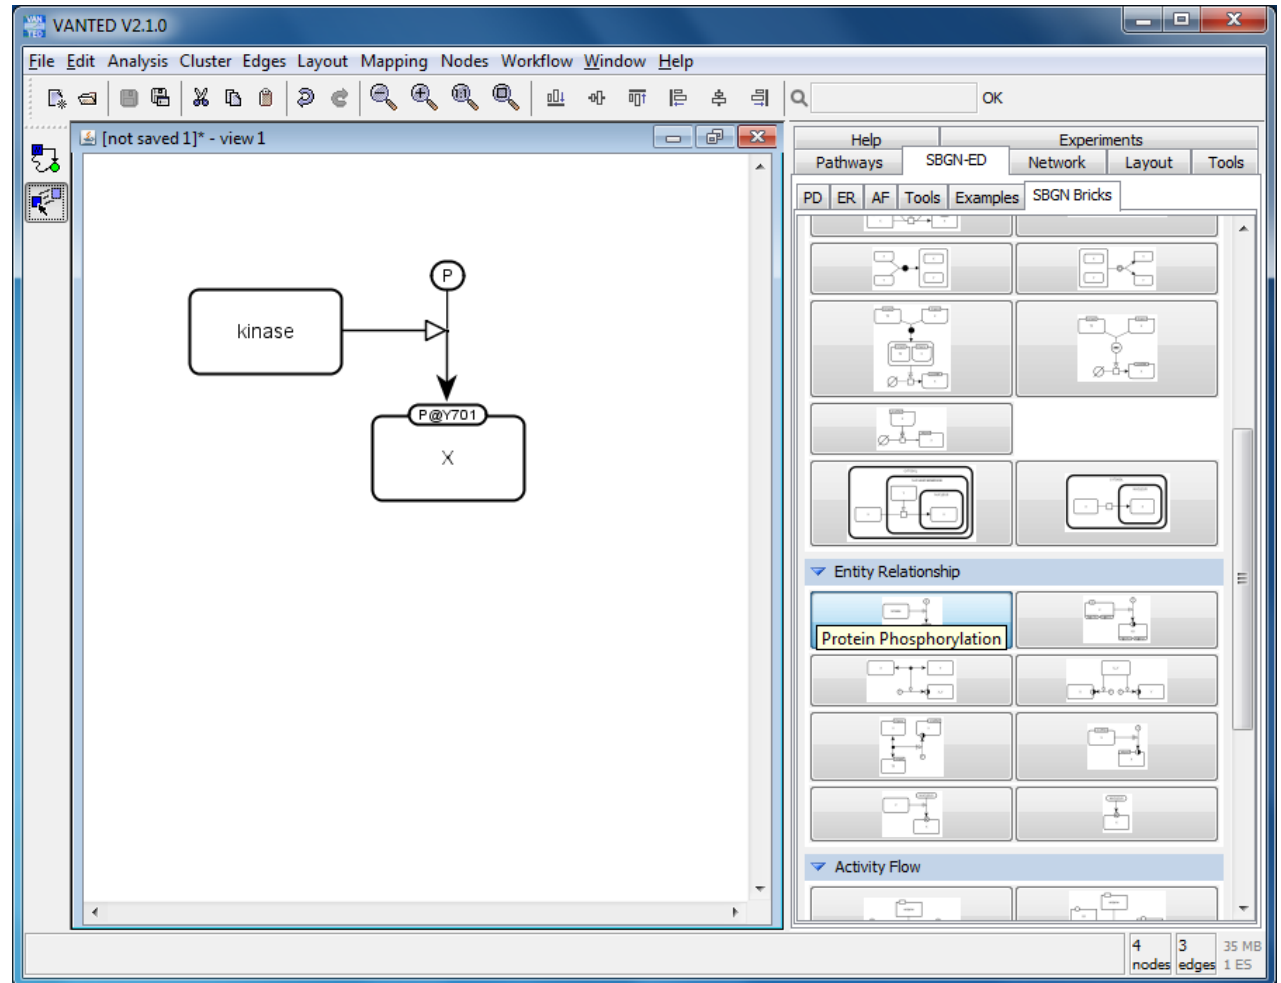 VANTED V2.1.0
File Edit Analysis Cluster Edges Layout Mapping Nodes Workflow Window Help
OK
[not saved 1]* - view 1
Help Experiments
Pathways SBGN-ED Network Layout Tools
PD ER AF Tools Examples SBGN Bricks
P
kinase
P@Y701
X
Entity Relationship
Protein Phosphorylation
Activity Flow
4 nodes
3 edges
35 MB
1 ES